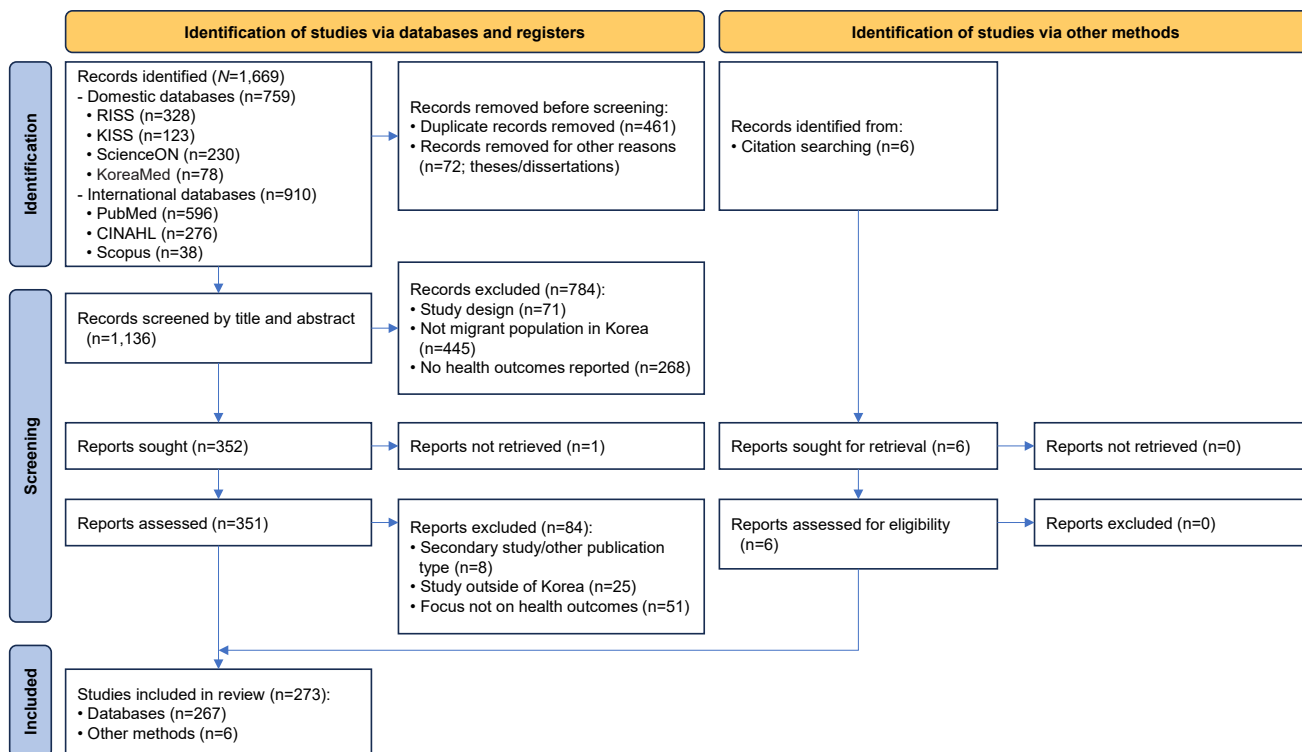 Identification of studies via databases and registers
Identification of studies via other methods
Identification
Records identified (N=1,669)
- Domestic databases (n=759)
• RISS (n=328)
• KISS (n=123)
• ScienceON (n=230)
• KoreaMed (n=78)
- International databases (n=910)
• PubMed (n=596)
• CINAHL (n=276)
• Scopus (n=38)
Records removed before screening:
• Duplicate records removed (n=461)
• Records removed for other reasons
(n=72; theses/dissertations)
Records identified from:
• Citation searching (n=6)
Screening
Records screened by title and abstract
(n=1,136)
Records excluded (n=784):
• Study design (n=71)
• Not migrant population in Korea
(n=445)
• No health outcomes reported (n=268)
Reports sought (n=352)
Reports not retrieved (n=1)
Reports sought for retrieval (n=6)
Reports not retrieved (n=0)
Reports assessed (n=351)
Reports excluded (n=84):
• Secondary study/other publication
type (n=8)
• Study outside of Korea (n=25)
• Focus not on health outcomes (n=51)
Reports assessed for eligibility
(n=6)
Reports excluded (n=0)
Included
Studies included in review (n=273):
• Databases (n=267)
• Other methods (n=6)